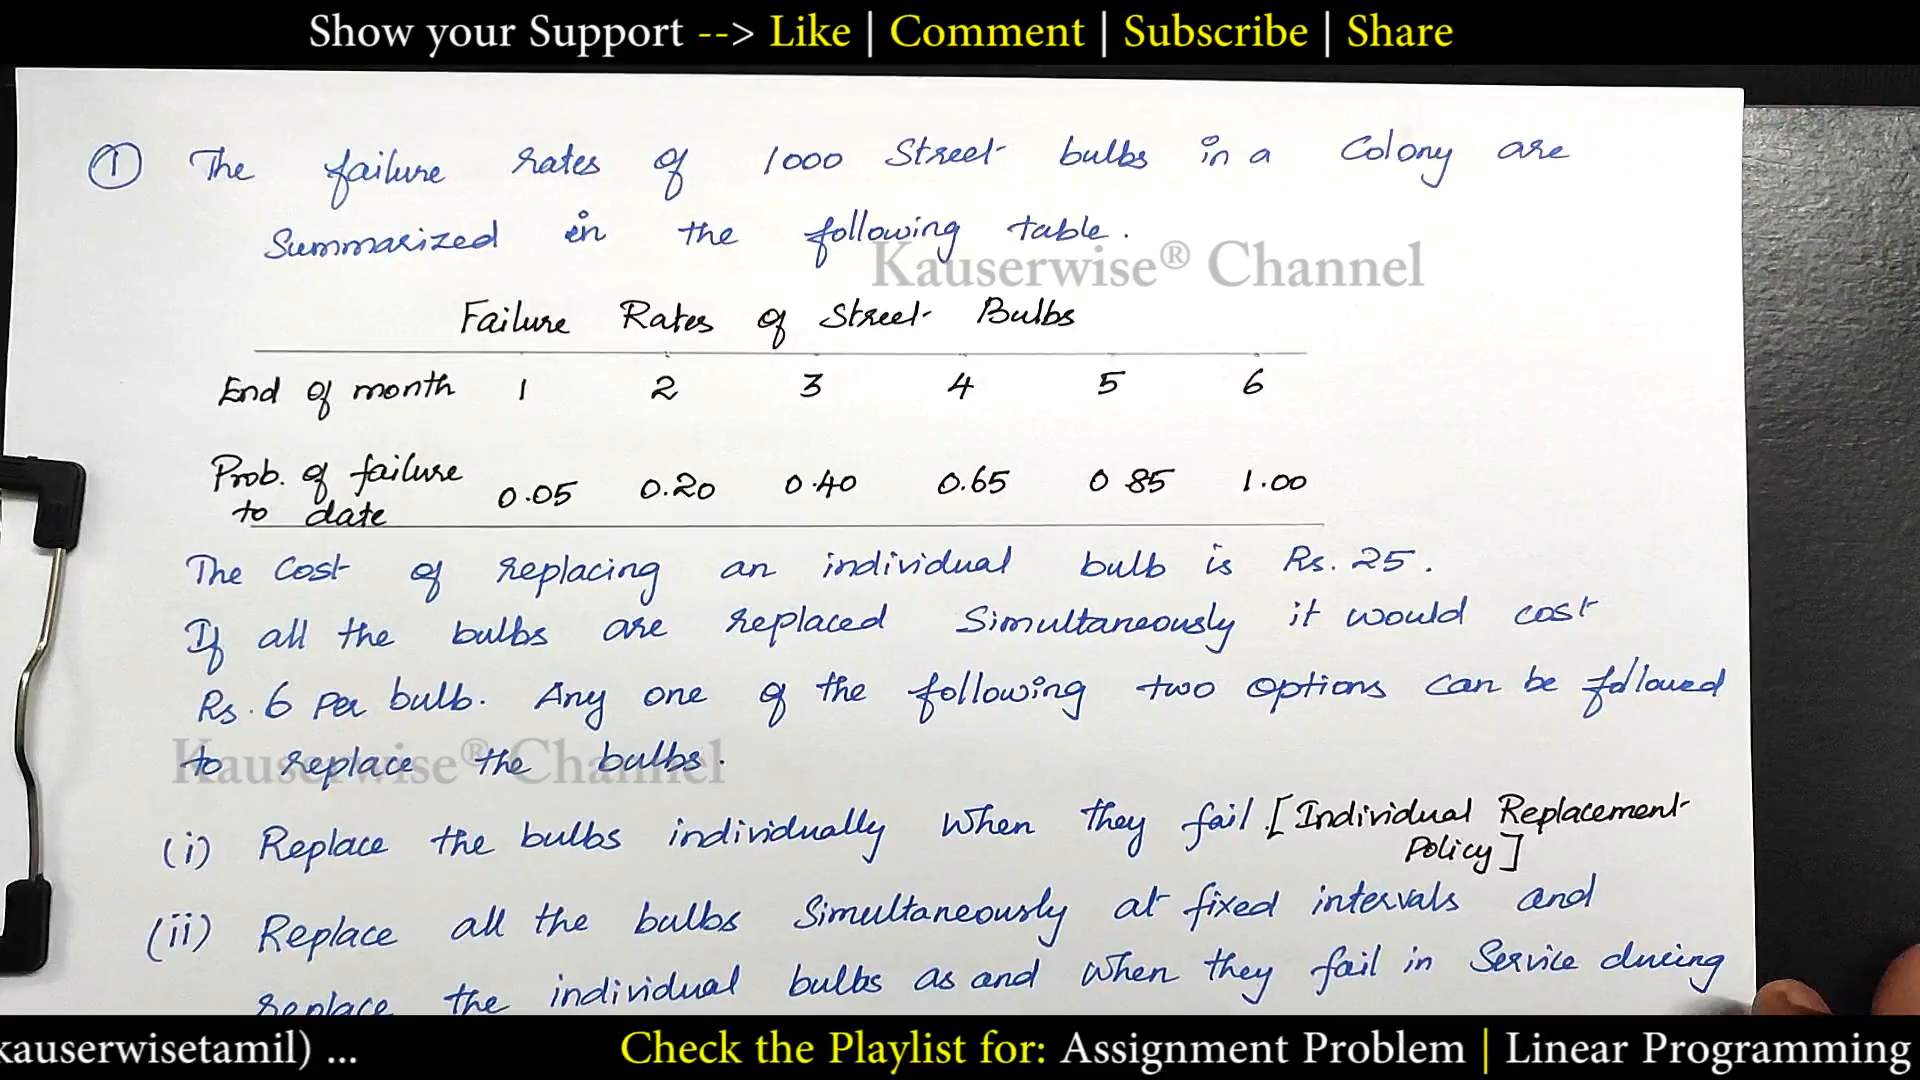 Show your Support --> Like | Comment | Subscribe | Share
① The failure rates of 1000 Street bulbs in a Colony are
Summarized in the following table.
Kauserwise® Channel
Failure Rates of Street Bulbs
End of month 1 2 3 4 5 6
Prob. of failure to date 0.05 0.20 0.40 0.65 0 85 1.00
The Cost of replacing an individual bulb is Rs. 25.
If all the bulbs are replaced Simultaneously it would cost
Rs. 6 Per bulb. Any one of the following two options can be followed
to replace the bulbs.
Kauserwise® Channel
(i) Replace the bulbs individually when they fail. [Individual Replacement
Policy]
(ii) Replace all the bulbs Simultaneously at fixed intervals and
replace the individual bulbs as and when they fail in Service during
kauserwisetamil) ...
Check the Playlist for: Assignment Problem | Linear Programming